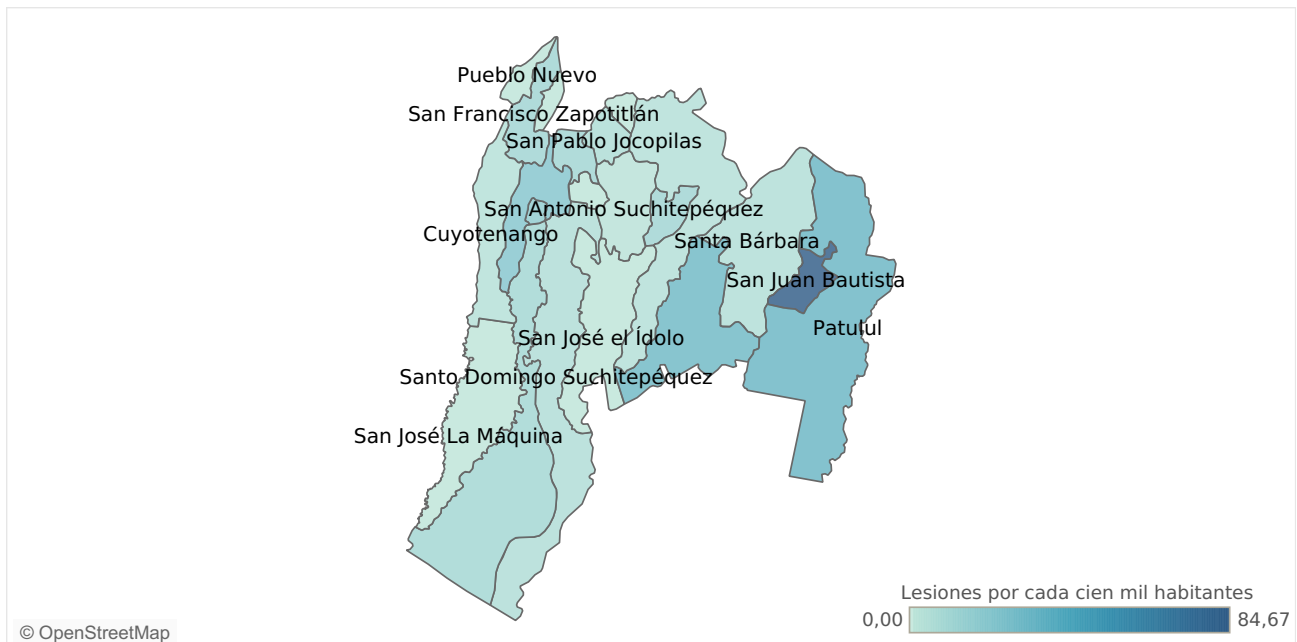 Pueblo Nuevo
San Francisco Zapotitlán
San Pablo Jocopilas
San Antonio Suchitepéquez
Cuyotenango
Santa Bárbara
San Juan Bautista
Patulul
San José el Ídolo
Santo Domingo Suchitepéquez
San José La Máquina
Lesiones por cada cien mil habitantes
0,00 84,67
© OpenStreetMap